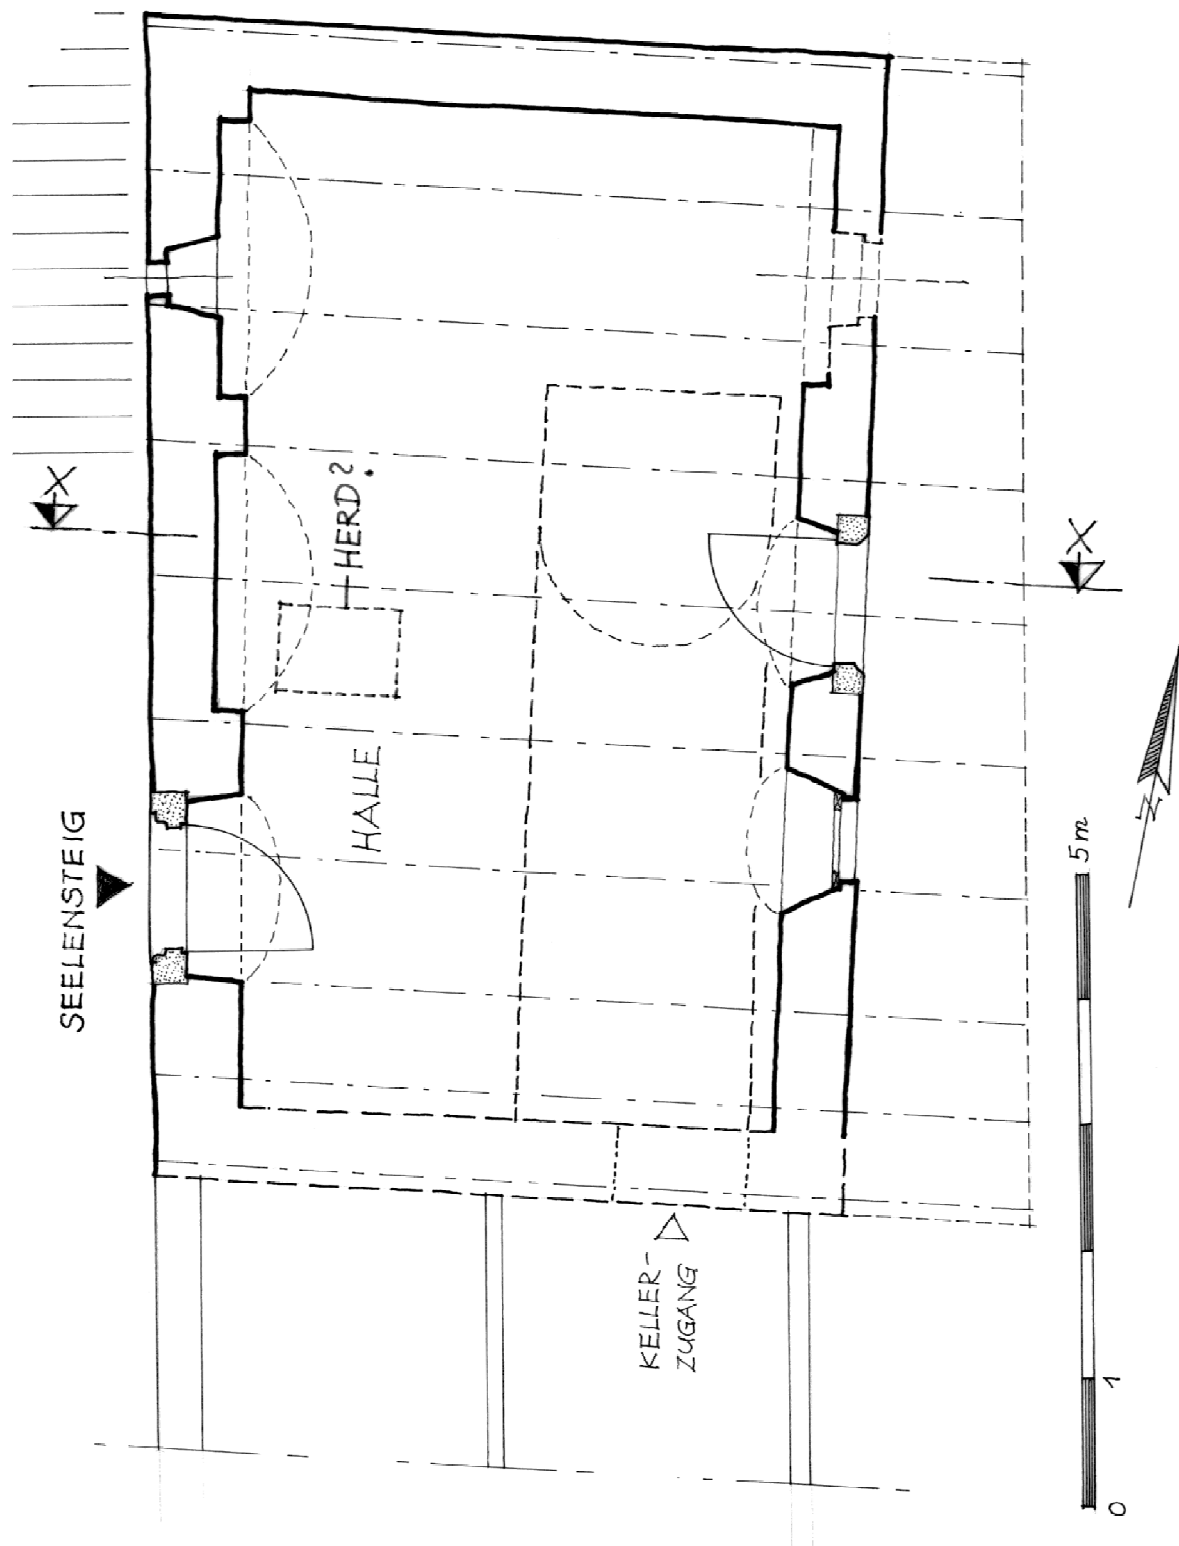 X
HERD?
X
HALLE
SEELENSTEIG
N
5m
KELLER-
ZUGANG
1
0